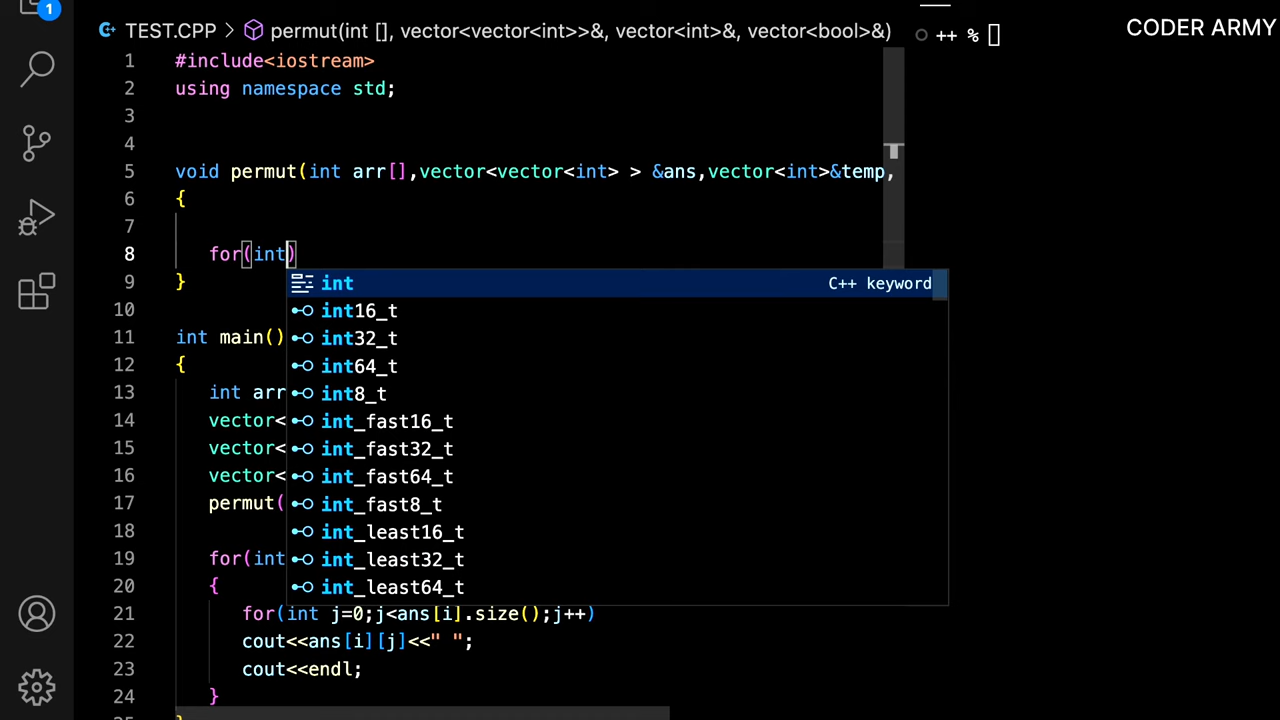 1
CODER ARMY
TEST.CPP > permut(int [], vector<vector<int>>&, vector<int>&, vector<bool>&)
++ %
1 #include<iostream>
2 using namespace std;
3
4
5 void permut(int arr[],vector<vector<int> > &ans,vector<int>&temp,
6 {
7
8 for(int)
9 }
int C++ keyword
int16_t
int32_t
int64_t
int8_t
int_fast16_t
int_fast32_t
int_fast64_t
int_fast8_t
int_least16_t
int_least32_t
int_least64_t
10
11 int main()
12 {
13 int arr
14 vector<
15 vector<
16 vector<
17 permut(
18
19 for(int
20 {
21 for(int j=0;j<ans[i].size();j++)
22 cout<<ans[i][j]<<" ";
23 cout<<endl;
24 }